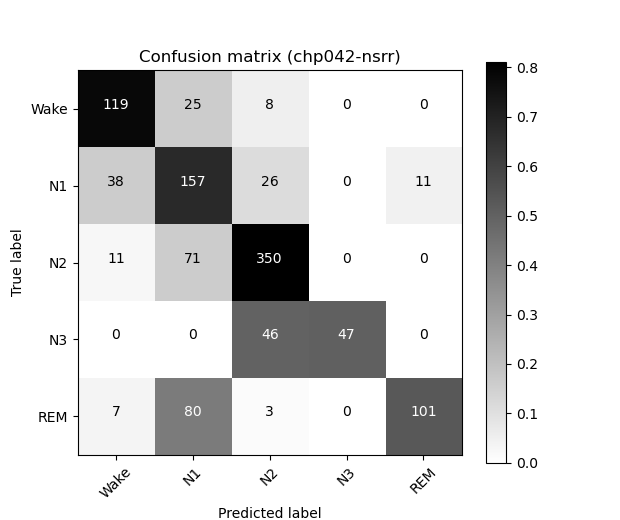 Confusion matrix (chp042-nsrr)
True label
Wake 119 25 8 0 0
N1 38 157 26 0 11
N2 11 71 350 0 0
N3 0 0 46 47 0
REM 7 80 3 0 101
Wake N1 N2 N3 REM
Predicted label
0.8
0.7
0.6
0.5
0.4
0.3
0.2
0.1
0.0